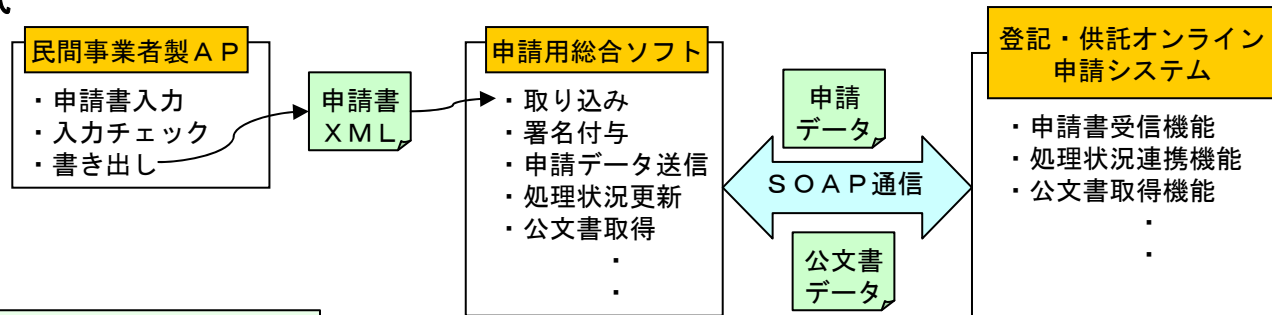 民間事業者製ＡＰ
・申請書入力
・入力チェック
・書き出し
申請書
ＸＭＬ
申請用総合ソフト
・取り込み
・署名付与
・申請データ送信
・処理状況更新
・公文書取得
・
・
申請
データ
ＳＯＡＰ通信
公文書
データ
登記・供託オンライン
申請システム
・申請書受信機能
・処理状況連携機能
・公文書取得機能
・
・